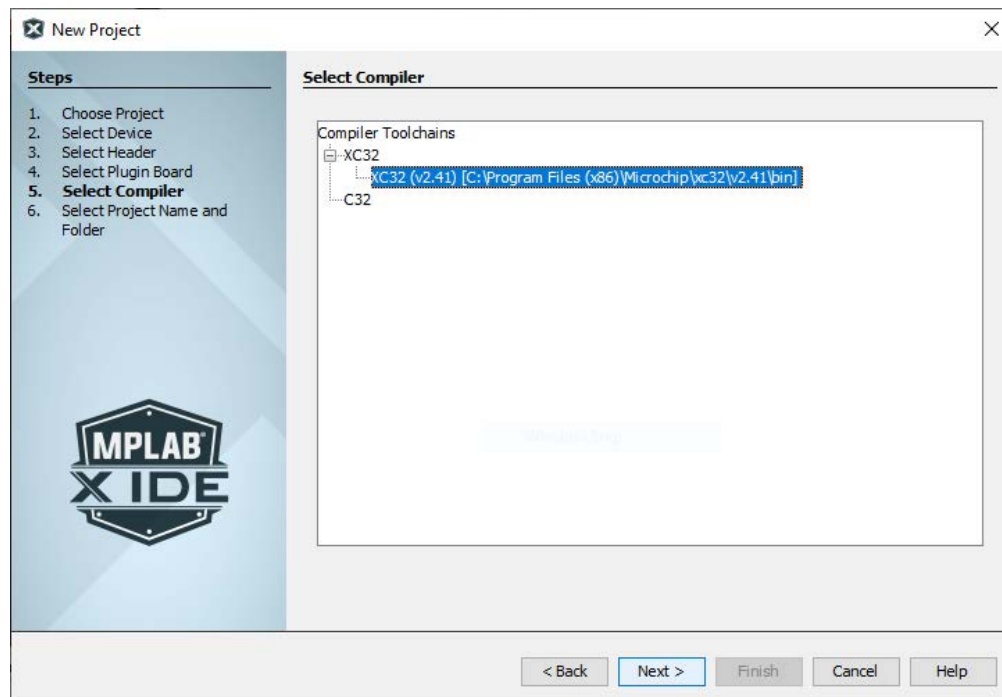 New Project
Steps
1. Choose Project
2. Select Device
3. Select Header
4. Select Plugin Board
5. Select Compiler
6. Select Project Name and
Folder
MPLAB®
X IDE
Select Compiler
Compiler Toolchains
XC32
XC32 (v2.41) [C:\Program Files (x86)\Microchip\xc32\v2.41\bin]
C32
< Back
Next >
Finish
Cancel
Help